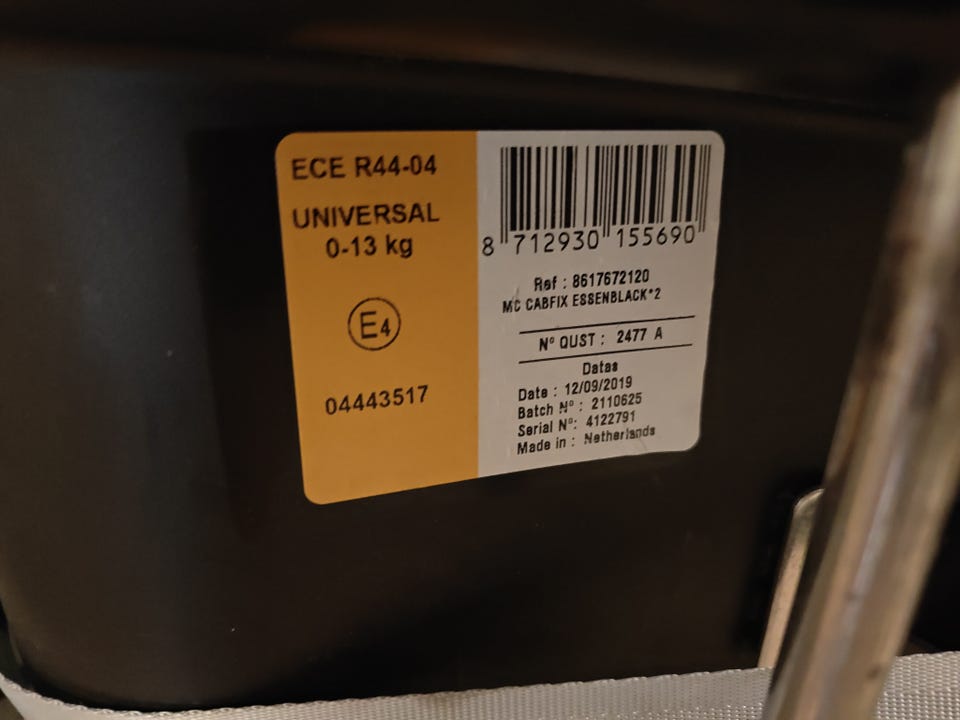 ECE R44-04
UNIVERSAL
0-13 kg
E4
04443517
8 712930 155690
Ref : 8617672120
MC CABFIX ESSENBLACK*2
N° QUST : 2477 A
Datas
Date : 12/09/2019
Batch N° : 2110625
Serial N°: 4122791
Made in : Netherlands